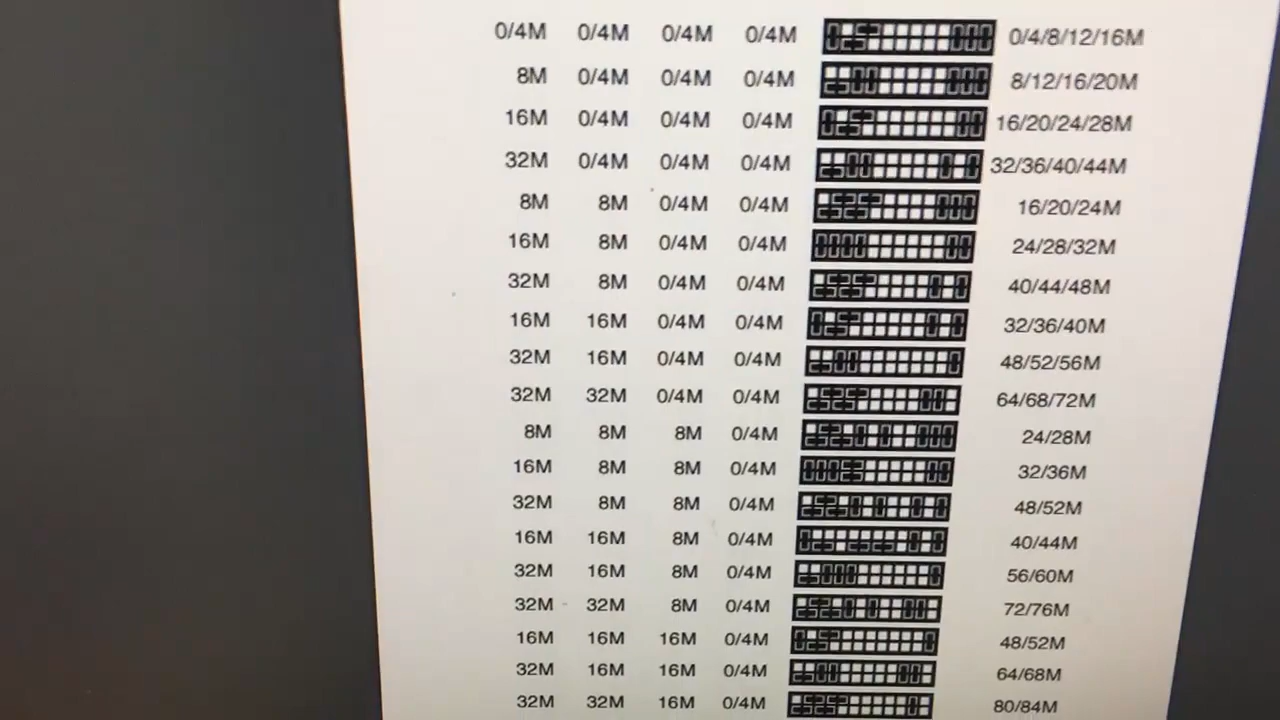 0/4M 0/4M 0/4M 0/4M 0/4/8/12/16M
8M 0/4M 0/4M 0/4M 8/12/16/20M
16M 0/4M 0/4M 0/4M 16/20/24/28M
32M 0/4M 0/4M 0/4M 32/36/40/44M
8M 8M 0/4M 0/4M 16/20/24M
16M 8M 0/4M 0/4M 24/28/32M
32M 8M 0/4M 0/4M 40/44/48M
16M 16M 0/4M 0/4M 32/36/40M
32M 16M 0/4M 0/4M 48/52/56M
32M 32M 0/4M 0/4M 64/68/72M
8M 8M 8M 0/4M 24/28M
16M 8M 8M 0/4M 32/36M
32M 8M 8M 0/4M 48/52M
16M 16M 8M 0/4M 40/44M
32M 16M 8M 0/4M 56/60M
32M 32M 8M 0/4M 72/76M
16M 16M 16M 0/4M 48/52M
32M 16M 16M 0/4M 64/68M
32M 32M 16M 0/4M 80/84M